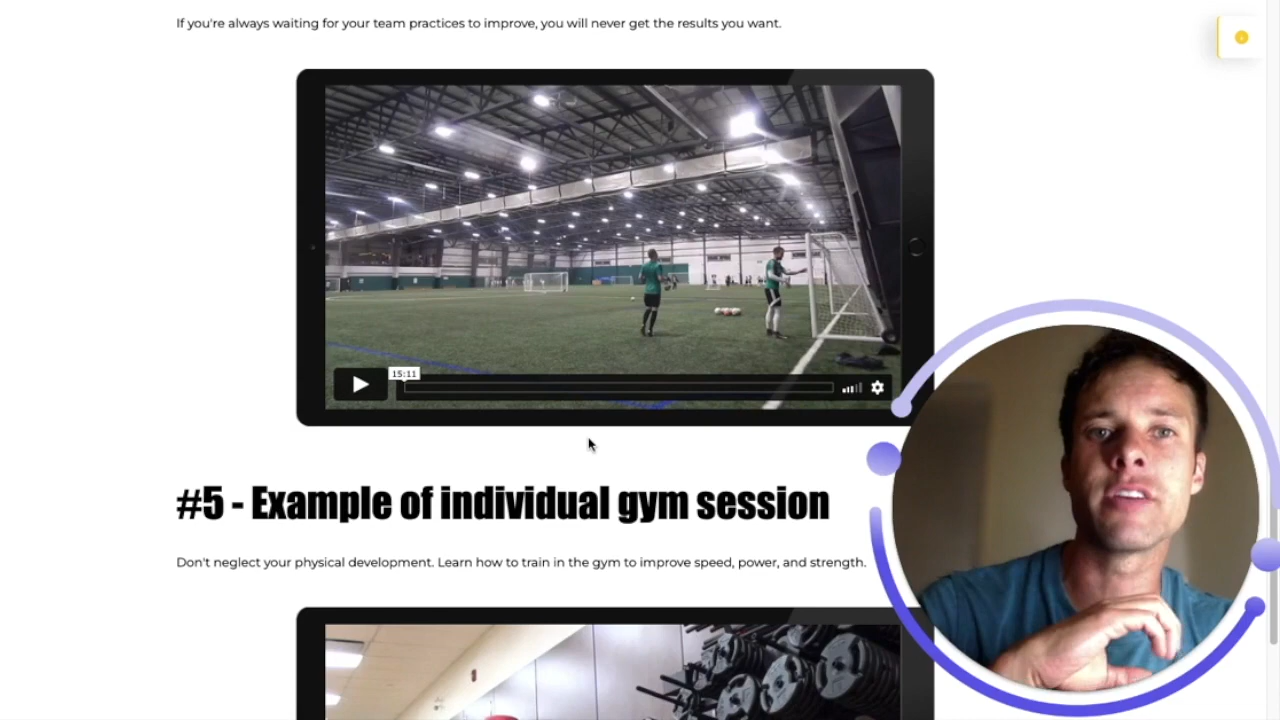 If you're always waiting for your team practices to improve, you will never get the results you want.
15:11
#5 - Example of individual gym session
Don't neglect your physical development. Learn how to train in the gym to improve speed, power, and strength.